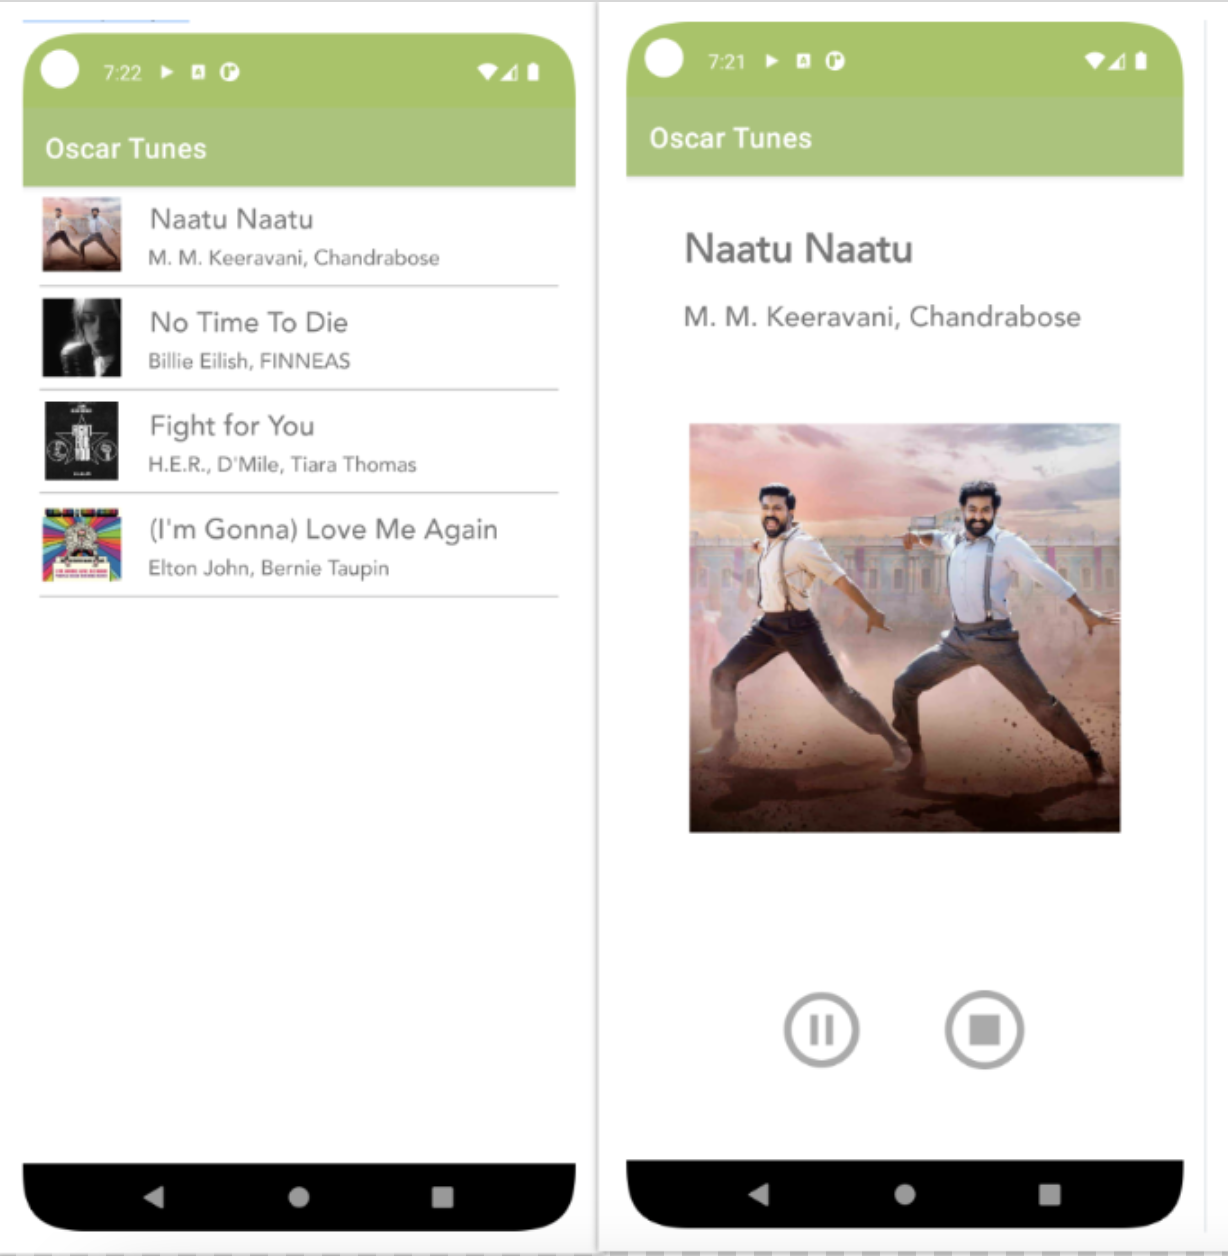 7:22
Oscar Tunes
Naatu Naatu
M. M. Keeravani, Chandrabose
No Time To Die
Billie Eilish, FINNEAS
Fight for You
H.E.R., D'Mile, Tiara Thomas
(I'm Gonna) Love Me Again
Elton John, Bernie Taupin
7:21
Oscar Tunes
Naatu Naatu
M. M. Keeravani, Chandrabose